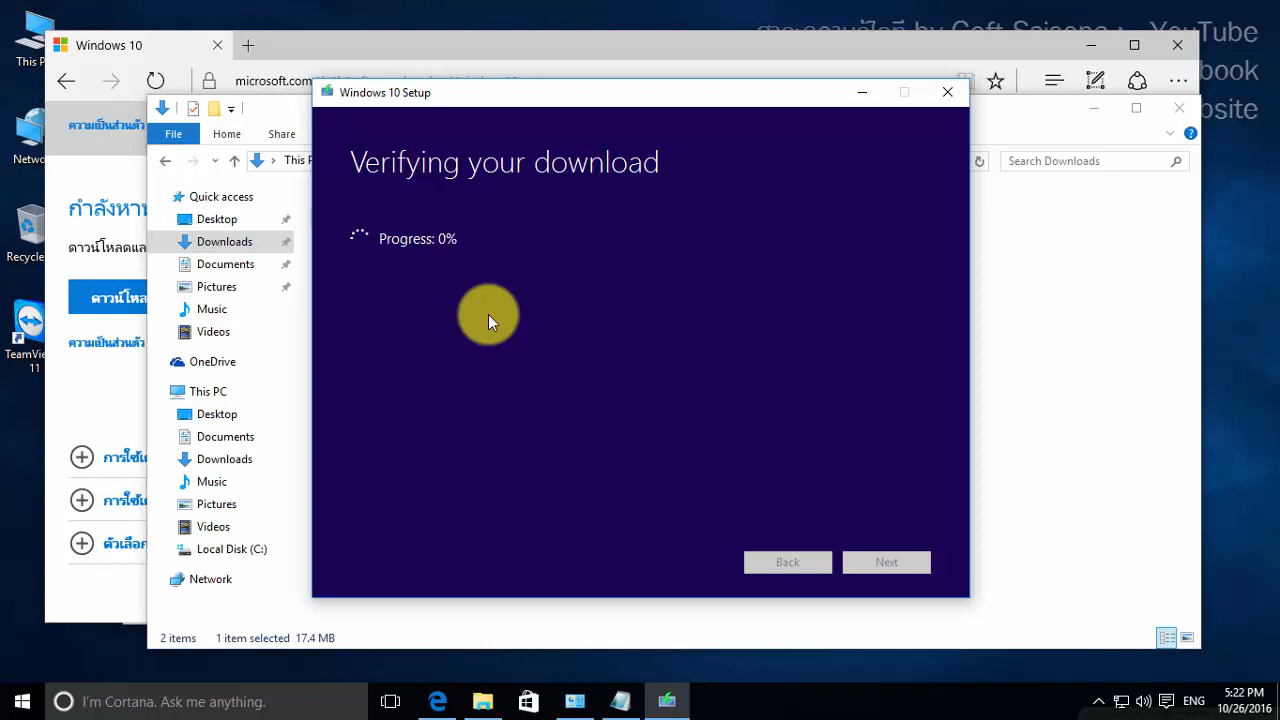 YouTube
book
bsite
Windows 10
microsoft.com
Windows 10 Setup
ความเป็นส่วนตัว
File
Home
Share
This P
Search Downloads
Verifying your download
Progress: 0%
Quick access
Desktop
Downloads
Documents
Pictures
Music
Videos
OneDrive
This PC
Desktop
Documents
Downloads
Music
Pictures
Videos
Local Disk (C:)
Network
กำลังหา
ดาวน์โหลดแล
ดาวน์โหล
ความเป็นส่วนตัว
การใช้เ
การใช้เ
ตัวเลือก
Back
Next
2 items
1 item selected 17.4 MB
This P
Netwo
Recycle
TeamVie
11
I'm Cortana. Ask me anything.
ENG
5:22 PM
10/26/2016